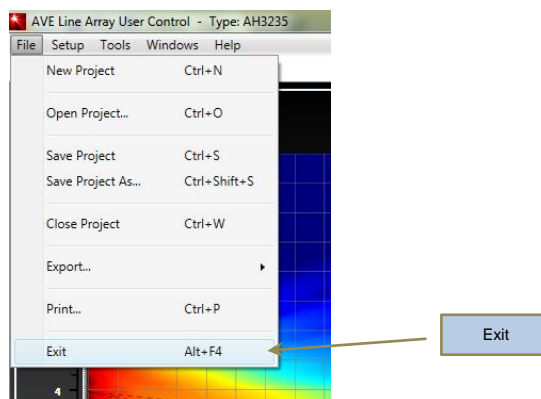 AVE Line Array User Control - Type: AH3235
File Setup Tools Windows Help
New Project Ctrl+N
Open Project... Ctrl+O
Save Project Ctrl+S
Save Project As... Ctrl+Shift+S
Close Project Ctrl+W
Export...
Print... Ctrl+P
Exit
Exit Alt+F4
4